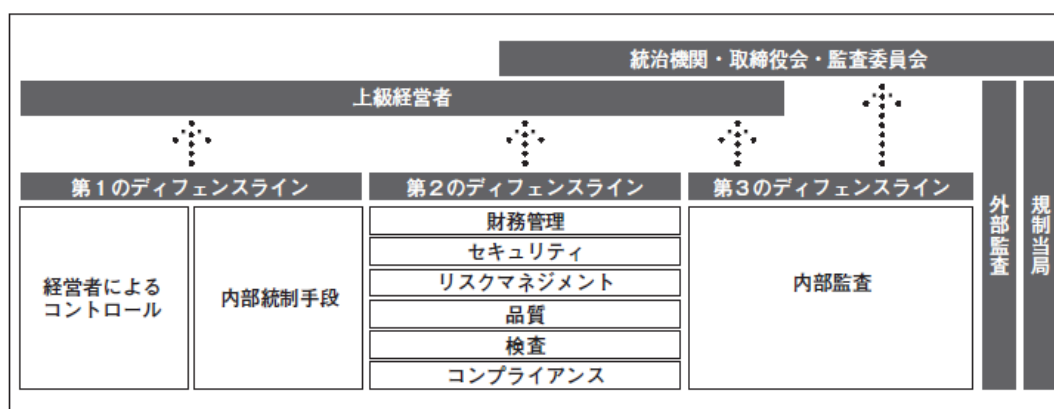 統治機関・取締役会・監査委員会
上級経営者
第1のディフェンスライン
第2のディフェンスライン
第3のディフェンスライン
経営者による
コントロール
内部統制手段
財務管理
セキュリティ
リスクマネジメント
品質
検査
コンプライアンス
内部監査
外部監査
規制当局